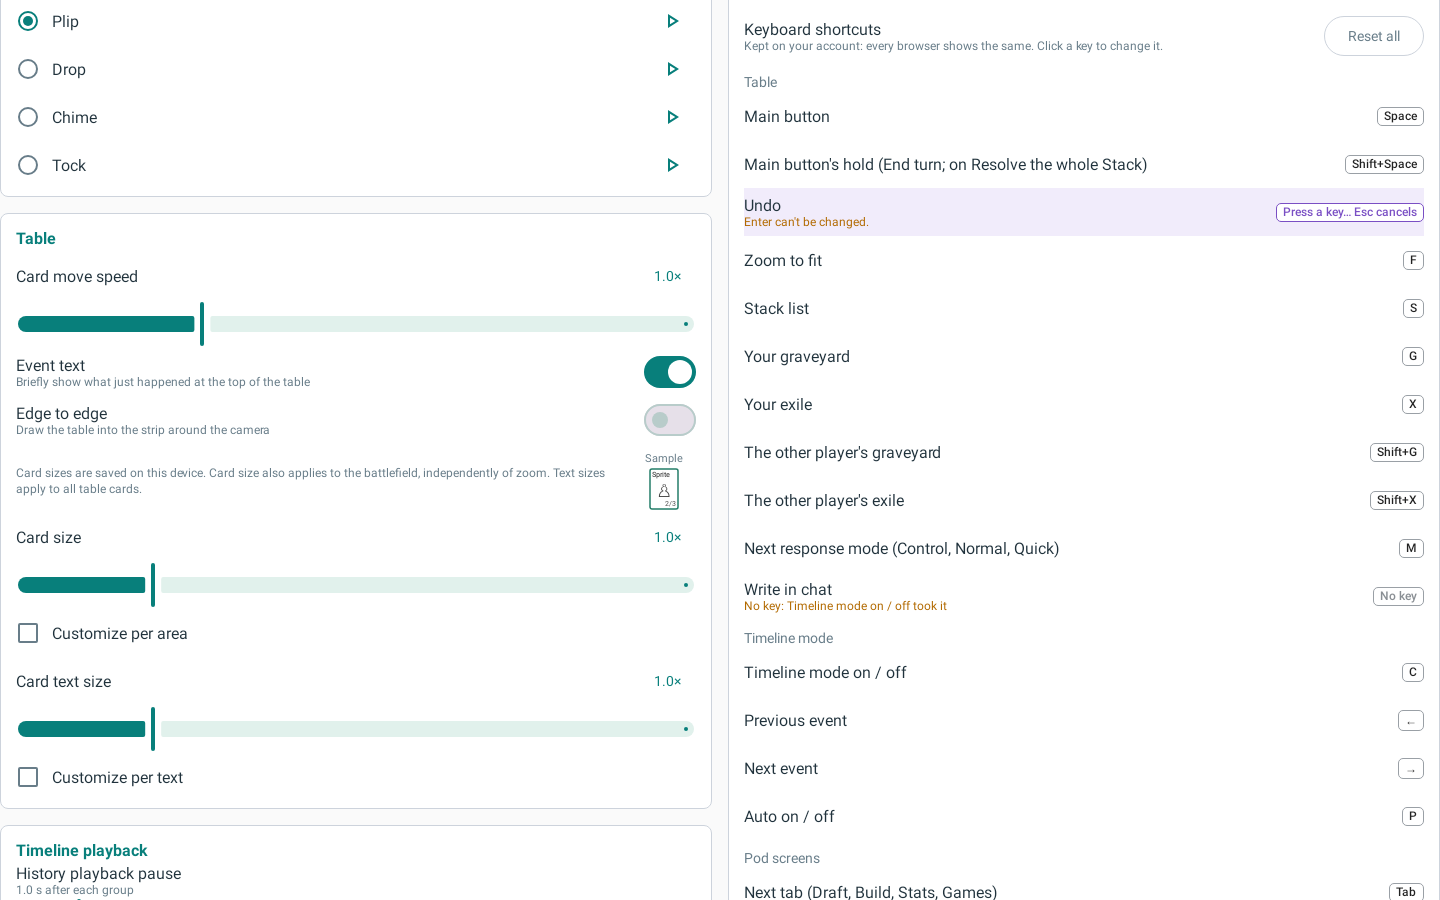 Plip
Drop
Chime
Tock
Table
Card move speed
1.0×
Event text
Briefly show what just happened at the top of the table
Edge to edge
Draw the table into the strip around the camera
Card sizes are saved on this device. Card size also applies to the battlefield, independently of zoom. Text sizes
apply to all table cards.
Sample
Sprite
2/3
Card size
1.0×
Customize per area
Card text size
1.0×
Customize per text
Timeline playback
History playback pause
1.0 s after each group
Keyboard shortcuts
Kept on your account: every browser shows the same. Click a key to change it.
Reset all
Table
Main button
Space
Main button's hold (End turn; on Resolve the whole Stack)
Shift+Space
Undo
Enter can't be changed.
Press a key... Esc cancels
Zoom to fit
F
Stack list
S
Your graveyard
G
Your exile
X
The other player's graveyard
Shift+G
The other player's exile
Shift+X
Next response mode (Control, Normal, Quick)
M
Write in chat
No key: Timeline mode on / off took it
No key
Timeline mode
Timeline mode on / off
C
Previous event
←
Next event
→
Auto on / off
P
Pod screens
Next tab (Draft, Build, Stats, Games)
Tab